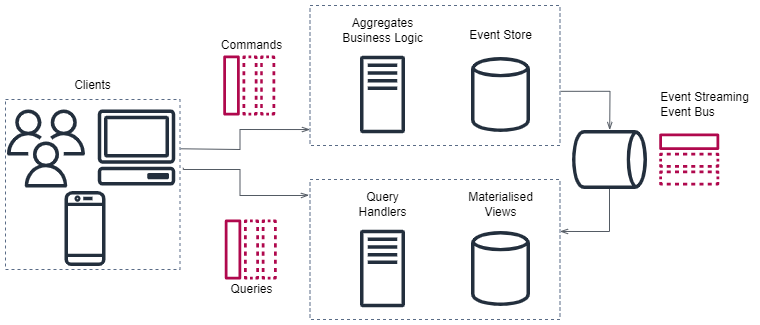 Aggregates
Business Logic
Event Store
Commands
Clients
Event Streaming
Event Bus
Query
Handlers
Materialised
Views
Queries